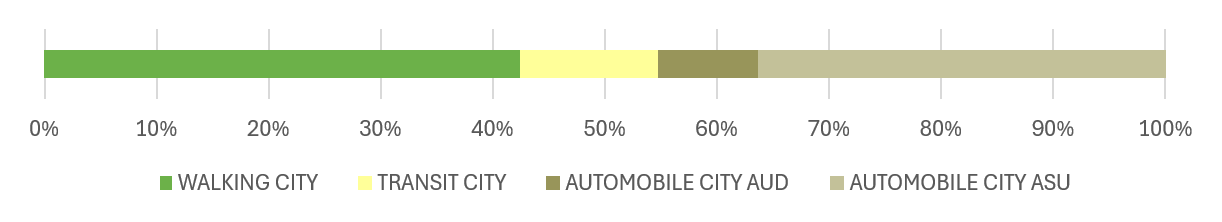 0% 10% 20% 30% 40% 50% 60% 70% 80% 90% 100%
WALKING CITY TRANSIT CITY AUTOMOBILE CITY AUD AUTOMOBILE CITY ASU